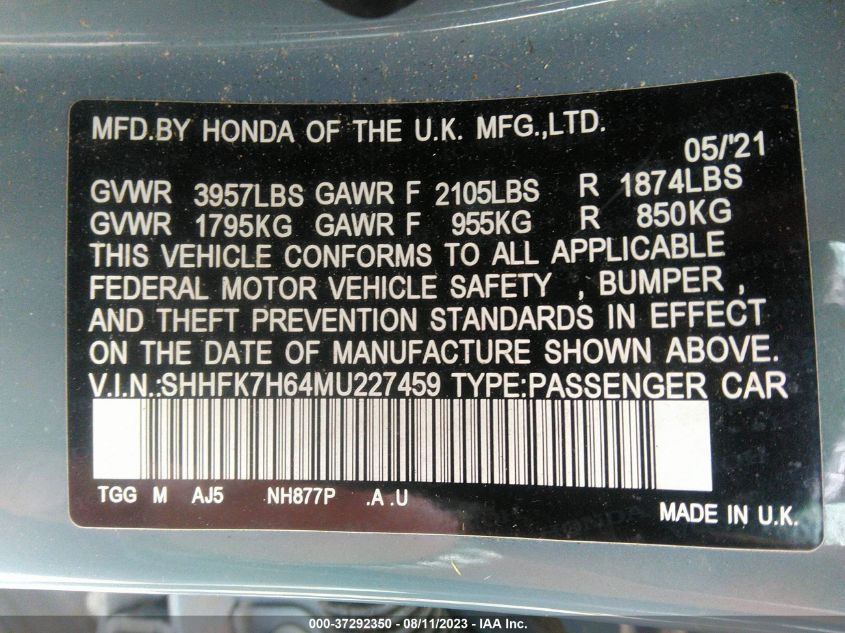 MFD.BY HONDA OF THE U.K. MFG.,LTD.
05/'21
GVWR 3957LBS GAWR F 2105LBS R 1874LBS
GVWR 1795KG GAWR F 955KG R 850KG
THIS VEHICLE CONFORMS TO ALL APPLICABLE
FEDERAL MOTOR VEHICLE SAFETY , BUMPER ,
AND THEFT PREVENTION STANDARDS IN EFFECT
ON THE DATE OF MANUFACTURE SHOWN ABOVE.
V.I.N.:SHHFK7H64MU227459 TYPE:PASSENGER CAR
TGG M AJ5 NH877P .A .U
MADE IN U.K.
000-37292350 - 08/11/2023 - IAA Inc.